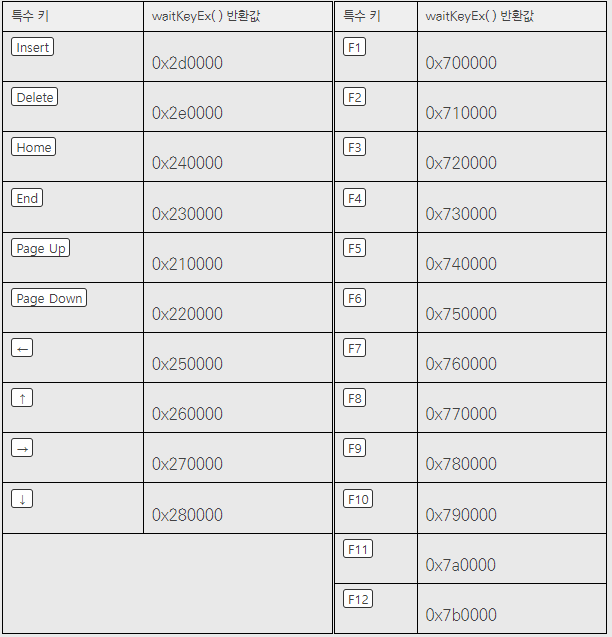 특수 키 waitKeyEx( ) 반환값 특수 키 waitKeyEx( ) 반환값
Insert 0x2d0000 F1 0x700000
Delete 0x2e0000 F2 0x710000
Home 0x240000 F3 0x720000
End 0x230000 F4 0x730000
Page Up 0x210000 F5 0x740000
Page Down 0x220000 F6 0x750000
← 0x250000 F7 0x760000
↑ 0x260000 F8 0x770000
→ 0x270000 F9 0x780000
↓ 0x280000 F10 0x790000
F11 0x7a0000
F12 0x7b0000